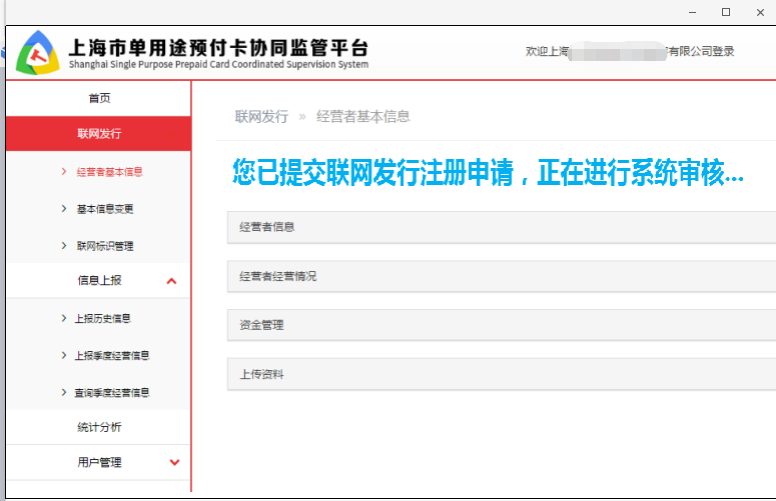 上海市单用途预付卡协同监管平台
Shanghai Single Purpose Prepaid Card Coordinated Supervision System
欢迎上海 有限公司登录
首页
联网发行
经营者基本信息
基本信息变更
联网标识管理
信息上报
上报历史信息
上报季度经营信息
查询季度经营信息
统计分析
用户管理
联网发行 » 经营者基本信息
您已提交联网发行注册申请，正在进行系统审核...
经营者信息
经营者经营情况
资金管理
上传资料